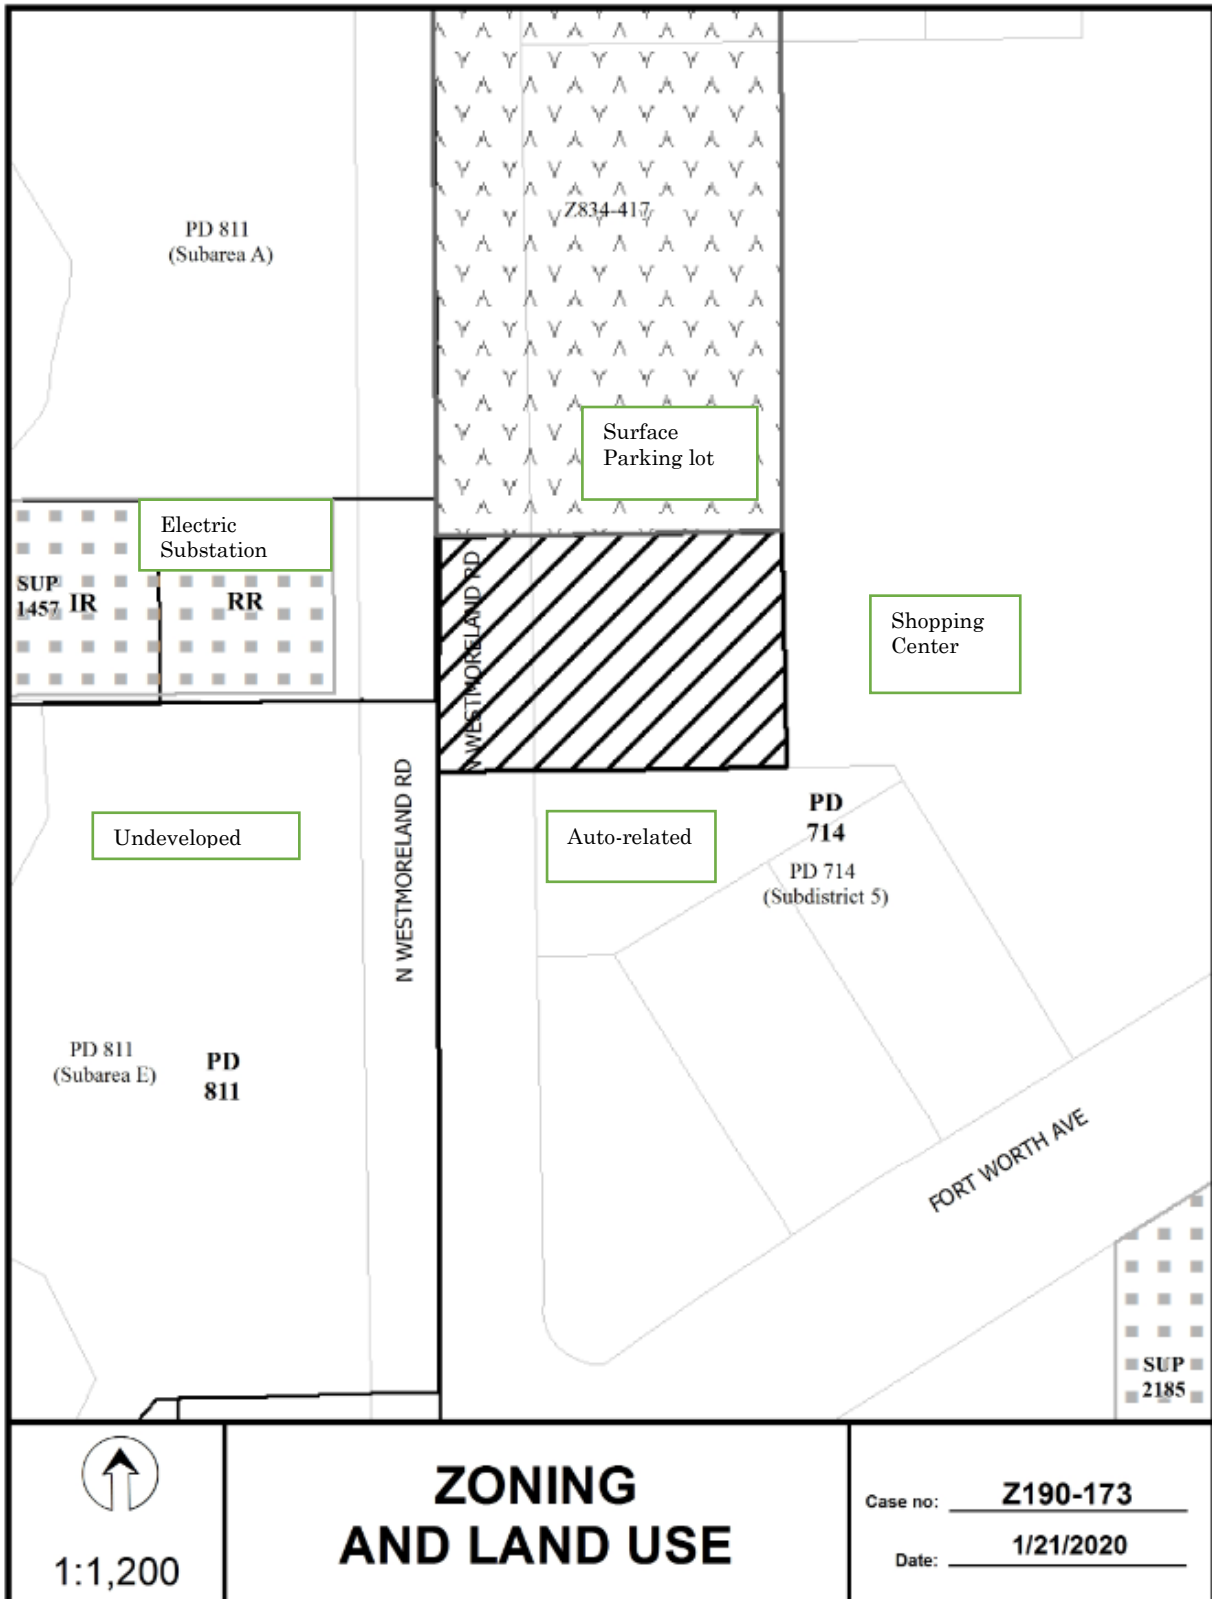 Z834-417
PD 811
(Subarea A)
Surface
Parking lot
Electric
Substation
SUP
1457
IR
RR
N WESTMORELAND RD
Shopping
Center
Undeveloped
N WESTMORELAND RD
Auto-related
PD
714
PD 714
(Subdistrict 5)
PD 811
(Subarea E)
PD
811
FORT WORTH AVE
SUP
2185
1:1,200
ZONING
AND LAND USE
Case no: Z190-173
Date: 1/21/2020